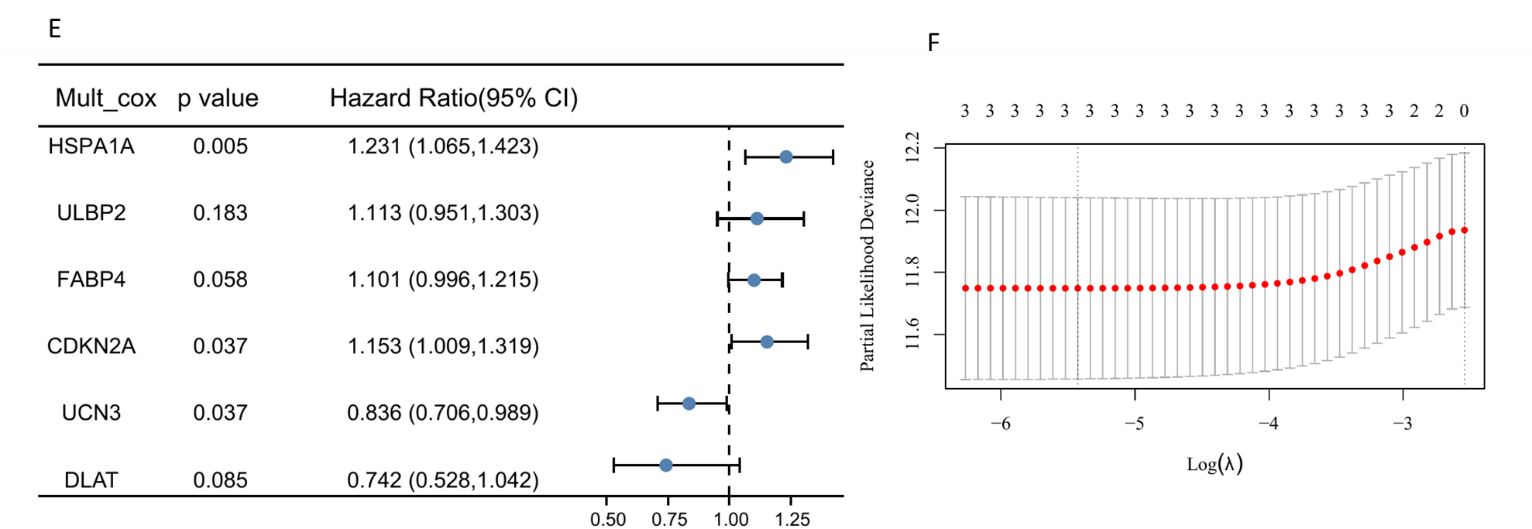 E
Mult_cox p value Hazard Ratio(95% CI)
HSPA1A 0.005 1.231 (1.065,1.423)
ULBP2 0.183 1.113 (0.951,1.303)
FABP4 0.058 1.101 (0.996,1.215)
CDKN2A 0.037 1.153 (1.009,1.319)
UCN3 0.037 0.836 (0.706,0.989)
DLAT 0.085 0.742 (0.528,1.042)
0.50 0.75 1.00 1.25
F
3 3 3 3 3 3 3 3 3 3 3 3 3 3 3 3 3 3 2 2 0
Partial Likelihood Deviance
12.2
12.0
11.8
11.6
−6 −5 −4 −3
Log(λ)